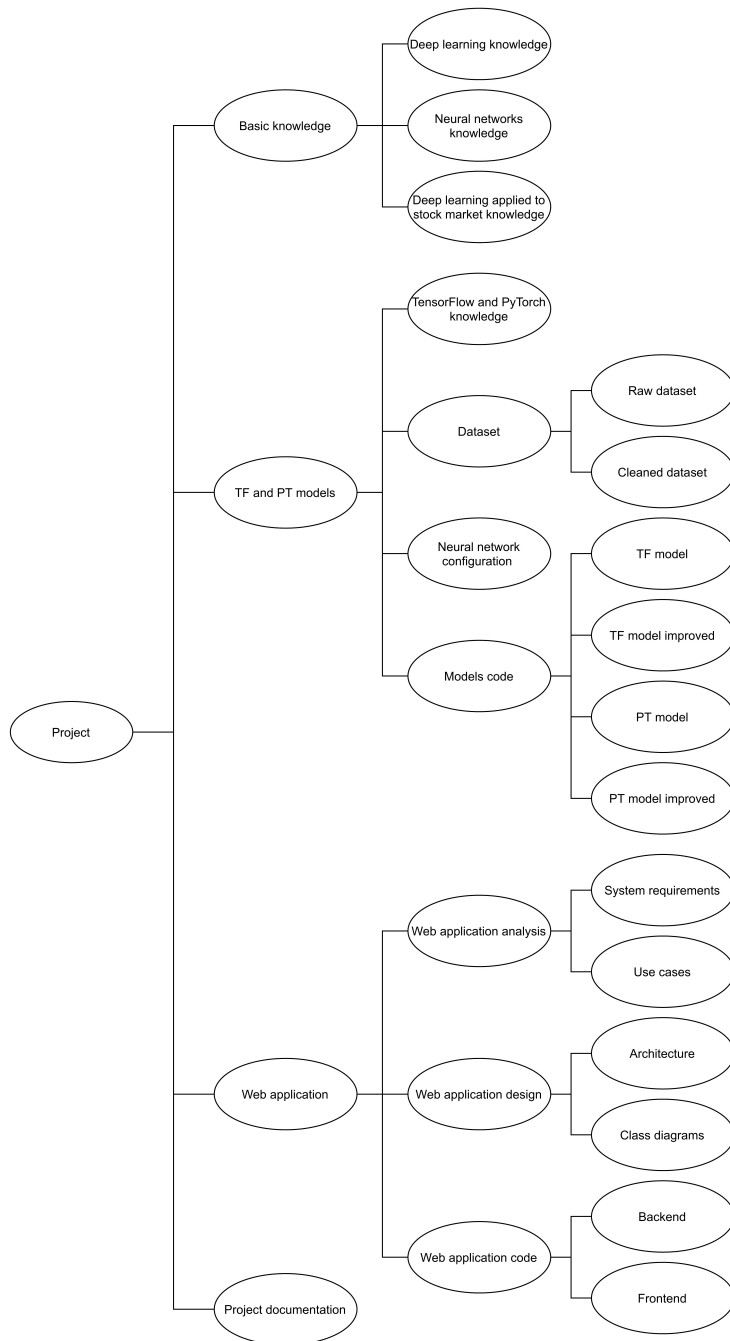 Deep learning knowledge
Basic knowledge
Neural networks
knowledge
Deep learning applied to
stock market knowledge
TensorFlow and PyTorch
knowledge
Raw dataset
Dataset
Cleaned dataset
TF and PT models
Neural network
configuration
TF model
TF model improved
Models code
PT model
PT model improved
Project
System requirements
Web application analysis
Use cases
Architecture
Web application
Web application design
Class diagrams
Backend
Web application code
Frontend
Project documentation